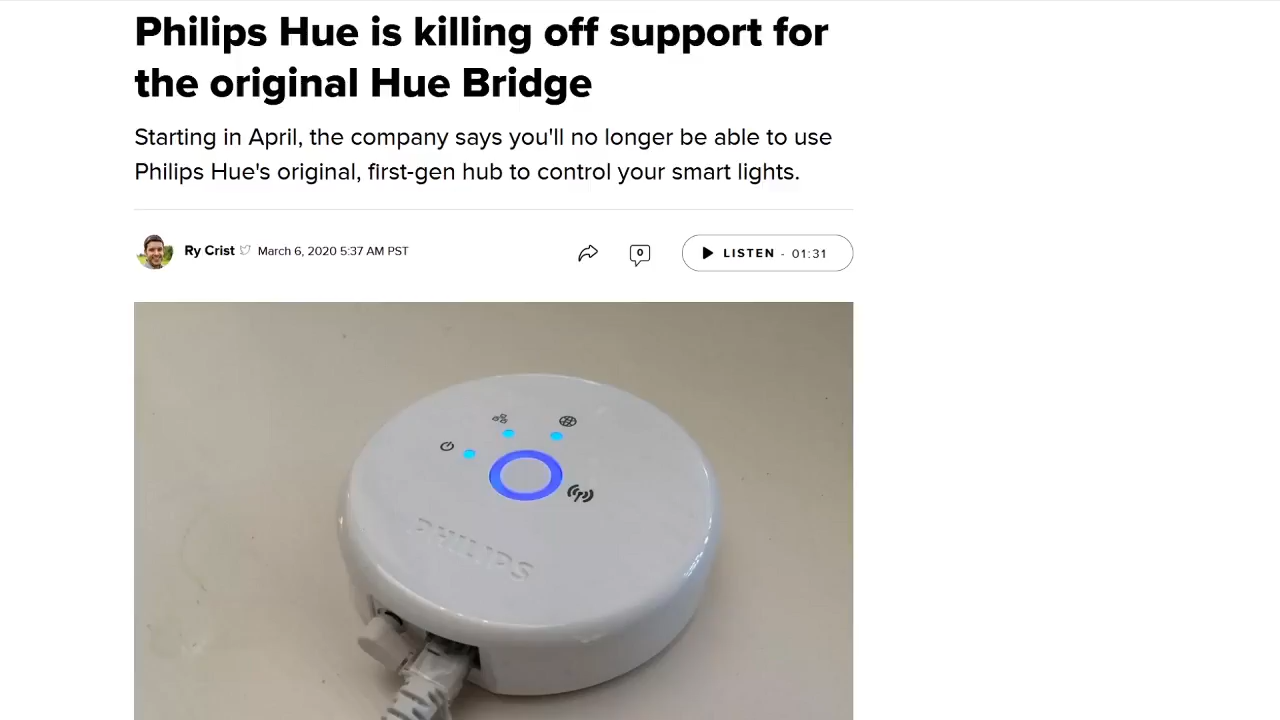 Philips Hue is killing off support for
the original Hue Bridge
Starting in April, the company says you'll no longer be able to use
Philips Hue's original, first-gen hub to control your smart lights.
Ry Crist March 6, 2020 5:37 AM PST
0
LISTEN - 01:31
PHILIPS